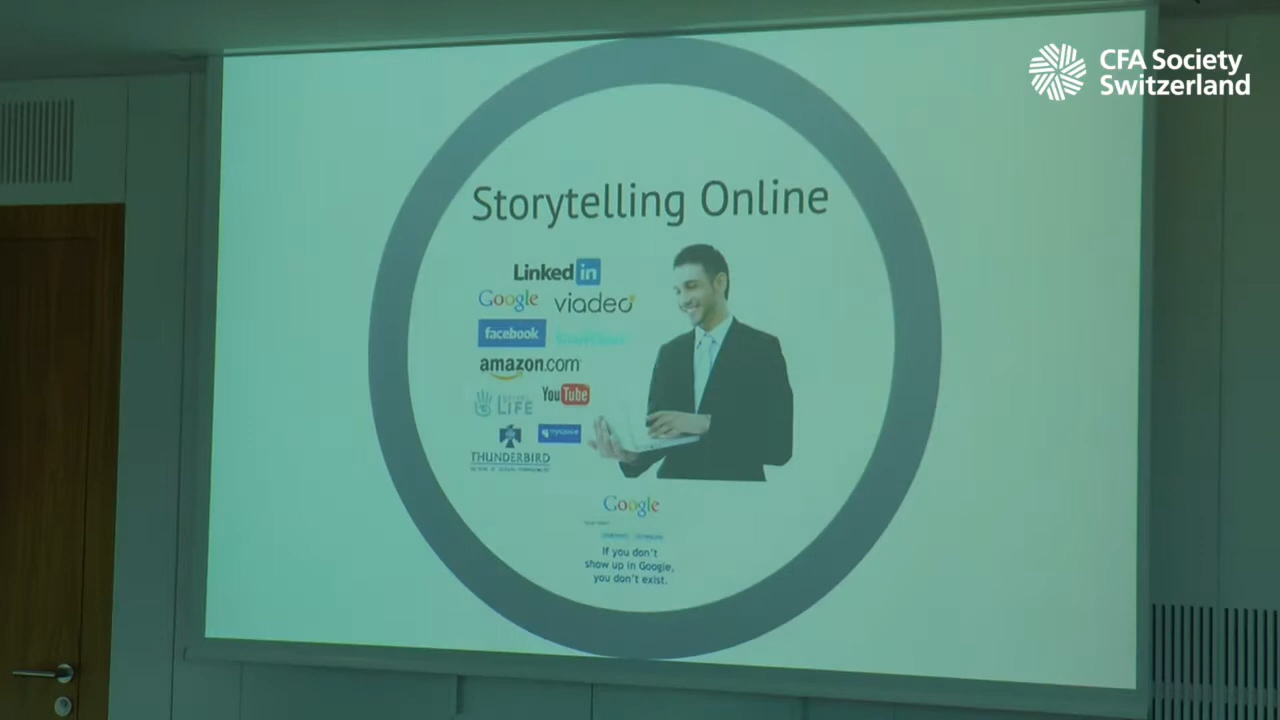 CFA Society
Switzerland
Storytelling Online
Linked in
Google
viadeo
facebook
amazon.com
LIFE
YouTube
myspace
THUNDERBIRD
Google
If you don't
show up in Google,
you don't exist.